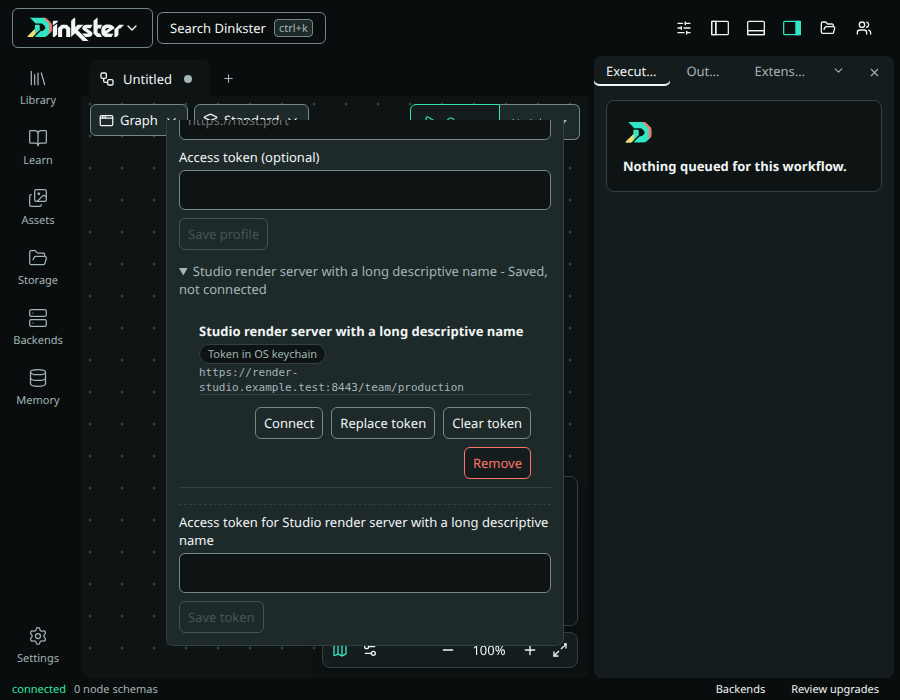 Dinkster
Search Dinkster ctrl+k
Library
Learn
Assets
Storage
Backends
Memory
Settings
Untitled
Graph
Standard
https://host:port
Access token (optional)
Save profile
Studio render server with a long descriptive name - Saved,
not connected
Studio render server with a long descriptive name
Token in OS keychain
https://render-
studio.example.test:8443/team/production
Connect Replace token Clear token
Remove
Access token for Studio render server with a long descriptive
name
Save token
100%
Execut... Out... Extens...
Nothing queued for this workflow.
connected 0 node schemas
Backends Review upgrades